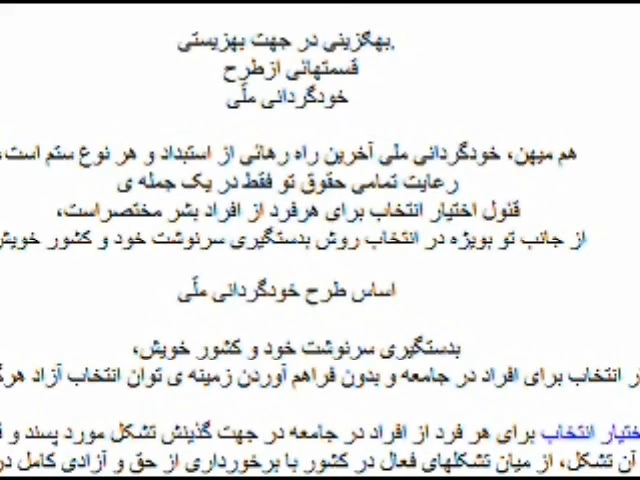 بهگزینی در جهت بهزیستی.
قسمتهائی ازطرح
خودگردانی ملّی
هم میهن، خودگردانی ملی آخرین راه رهائی از استبداد و هر نوع ستم است،
رعایت تمامی حقوق تو فقط در یک جمله ی
قئول اختیار انتخاب برای هرفرد از افراد بشر مختصراست،
از جانب تو بویژه در انتخاب روش بدستگیری سرنوشت خود و کشور خویش
اساس طرح خودگردانی ملّی
بدستگیری سرنوشت خود و کشور خویش،
انتخاب برای افراد در جامعه و بدون فراهم آوردن زمینه ی توان انتخاب آزاد
اختیار انتخاب برای هر فرد از افراد در جامعه در جهت گذینش تشکل مورد پسند و
آن تشکل، از میان تشکلهای فعال در کشور با برخورداری از حق و آزادی کامل در